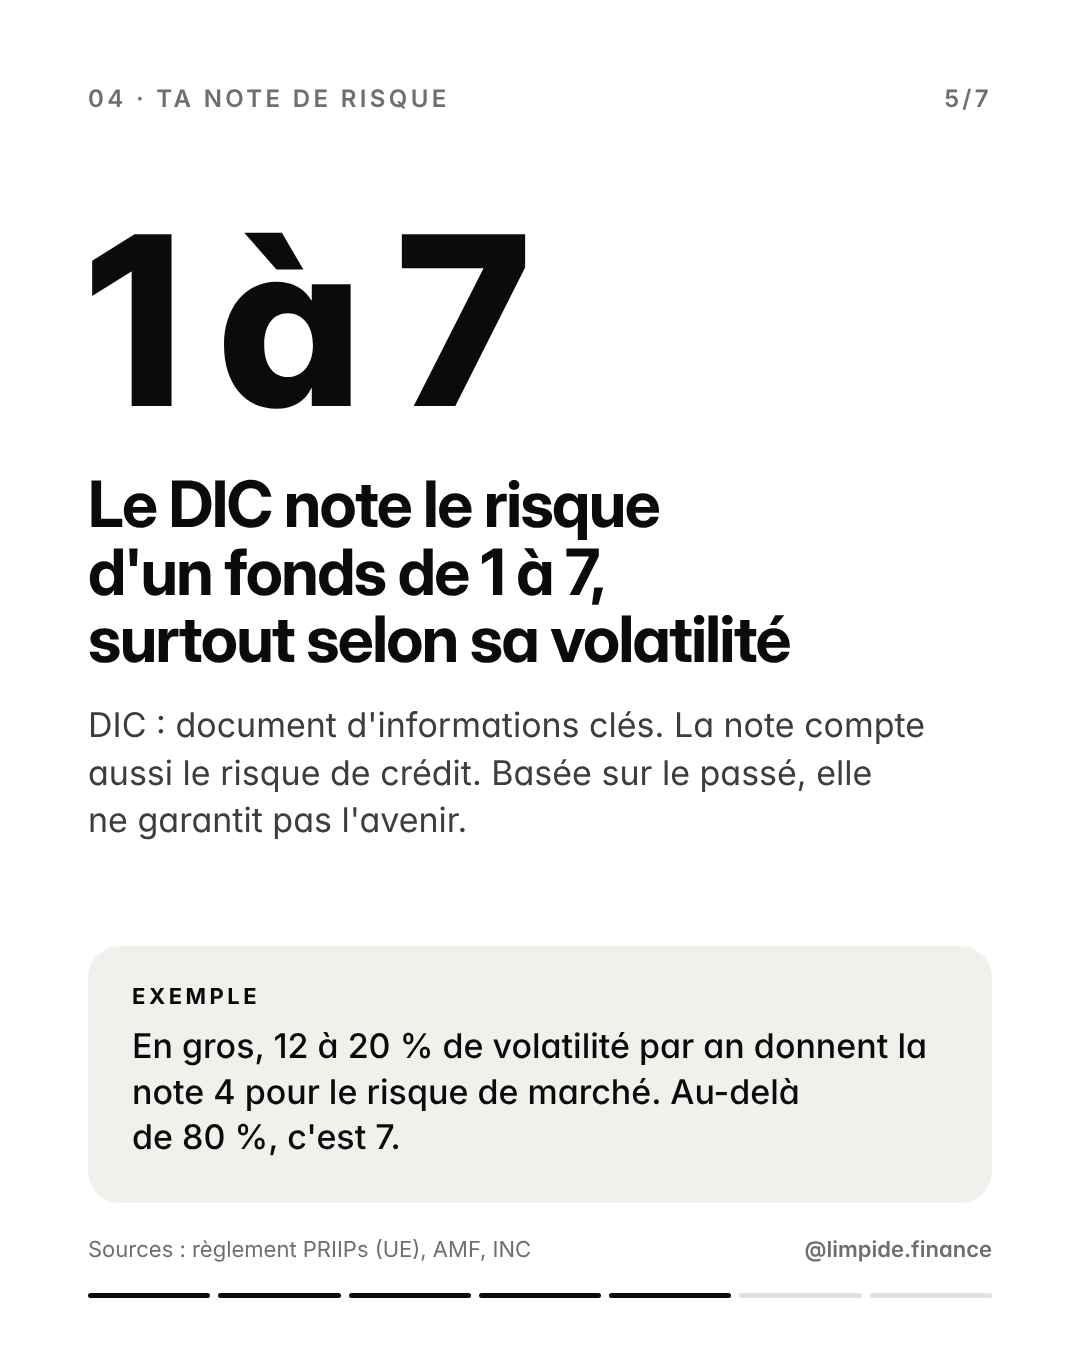 04 · TA NOTE DE RISQUE
5/7
1 à 7
Le DIC note le risque
d'un fonds de 1 à 7,
surtout selon sa volatilité
DIC : document d'informations clés. La note compte
aussi le risque de crédit. Basée sur le passé, elle
ne garantit pas l'avenir.
EXEMPLE
En gros, 12 à 20 % de volatilité par an donnent la
note 4 pour le risque de marché. Au-delà
de 80 %, c'est 7.
Sources : règlement PRIIPs (UE), AMF, INC
@limpide.finance